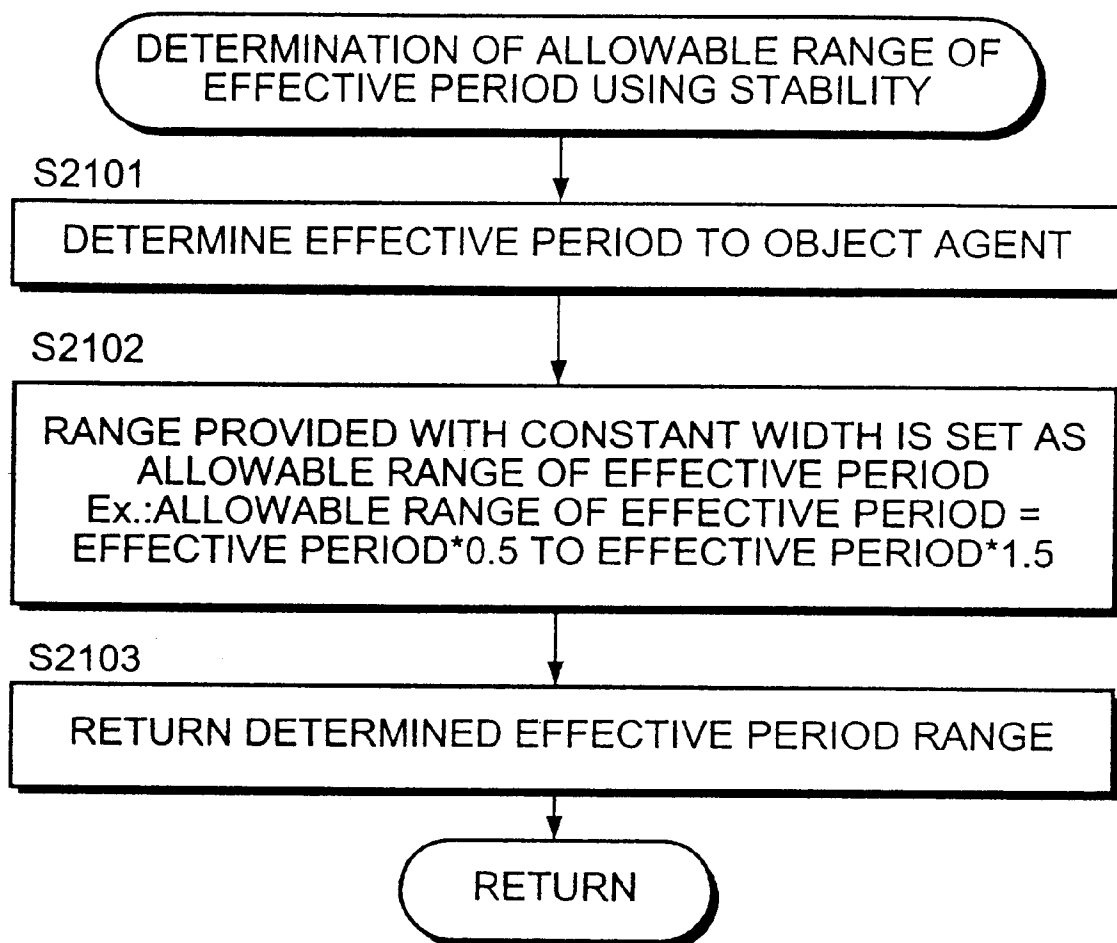 DETERMINATION OF ALLOWABLE RANGE OF
EFFECTIVE PERIOD USING STABILITY
S2101
DETERMINE EFFECTIVE PERIOD TO OBJECT AGENT
S2102
RANGE PROVIDED WITH CONSTANT WIDTH IS SET AS
ALLOWABLE RANGE OF EFFECTIVE PERIOD
Ex.:ALLOWABLE RANGE OF EFFECTIVE PERIOD =
EFFECTIVE PERIOD*0.5 TO EFFECTIVE PERIOD*1.5
S2103
RETURN DETERMINED EFFECTIVE PERIOD RANGE
RETURN